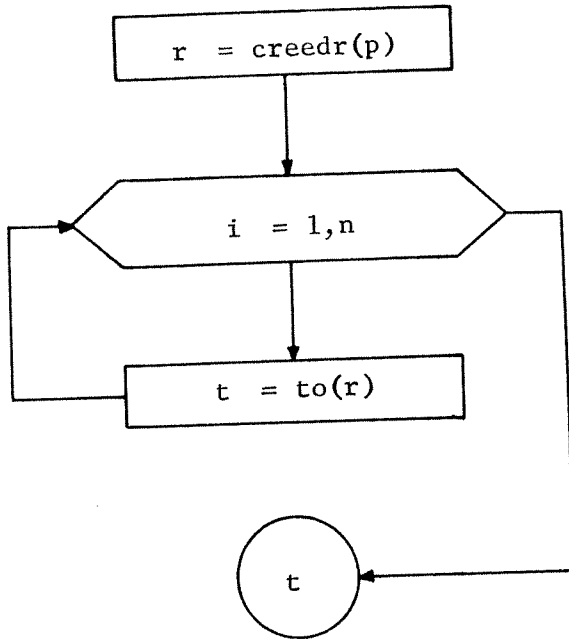 r = creedr(p)
i = 1,n
t = to(r)
t